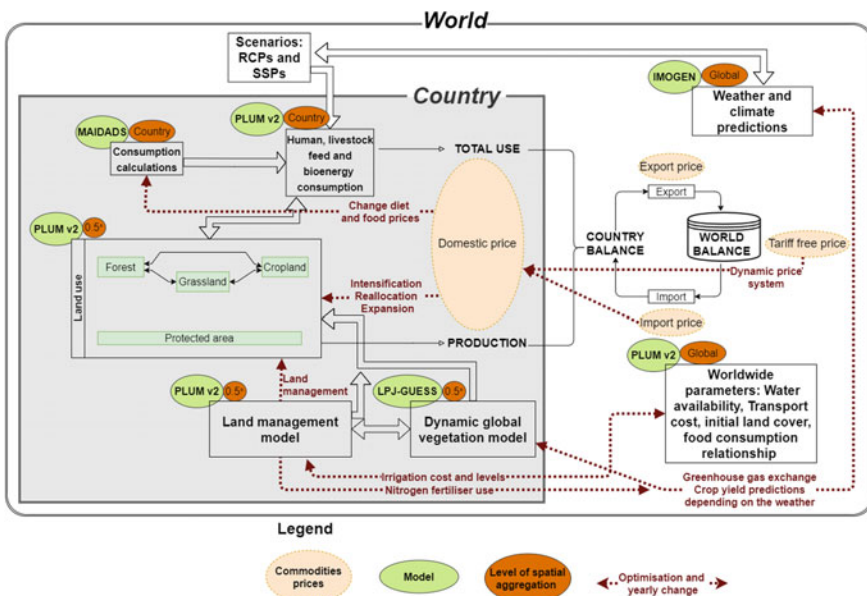 World
Scenarios:
RCPs and
SSPs
IMOGEN
Global
Weather and
climate
predictions
Country
PLUM v2
Country
MAIDADS
Country
Consumption
calculations
Human, livestock
feed and
bioenergy
consumption
TOTAL USE
Export price
Export
Change diet
and food prices
Domestic price
COUNTRY
BALANCE
WORLD
BALANCE
Tariff free price
Dynamic price
system
Import
Import price
PLUM v2
0.5°
Land use
Forest
Cropland
Grassland
Protected area
Intensification
Reallocation
Expansion
PRODUCTION
PLUM v2
Global
Worldwide
parameters: Water
availability, Transport
cost, initial land cover,
food consumption
relationship
Land
management
PLUM v2
0.5°
Land management
model
LPJ-GUESS
0.5°
Dynamic global
vegetation model
Irrigation cost and levels
Nitrogen fertiliser use
Greenhouse gas exchange
Crop yield predictions
depending on the weather
Legend
Commodities
prices
Model
Level of spatial
aggregation
Optimisation and
yearly change